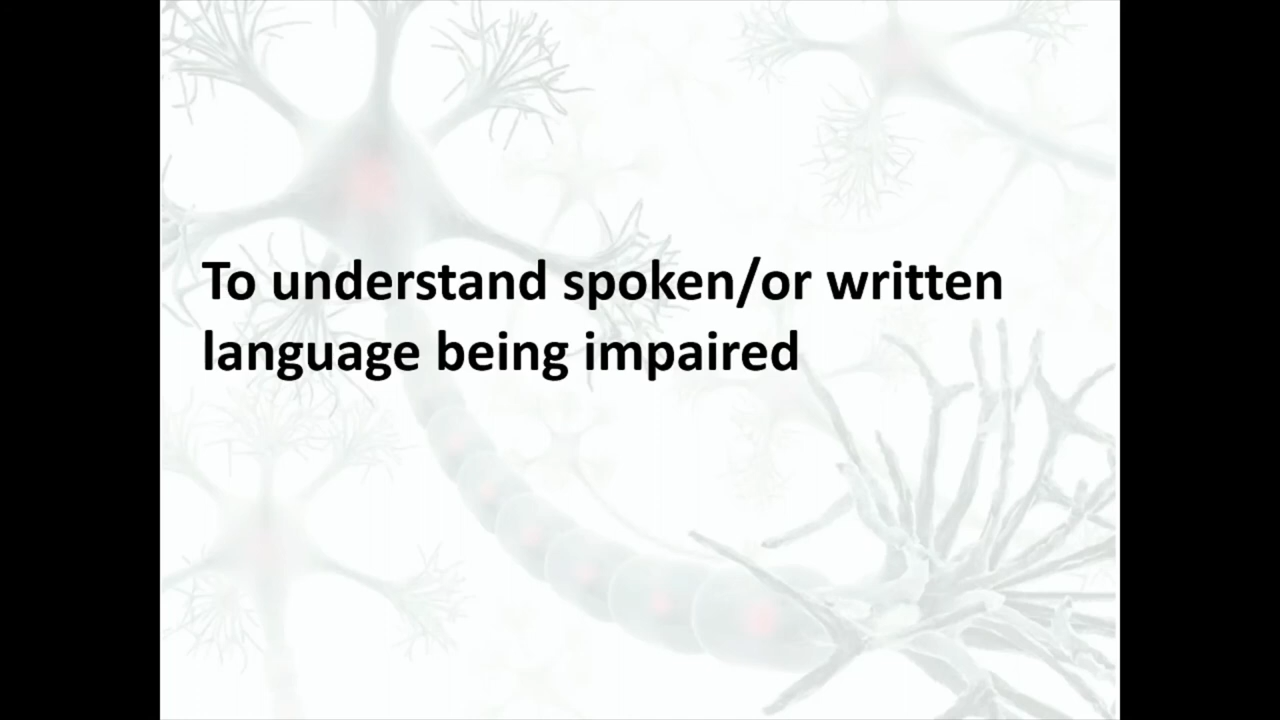 To understand spoken/or written
language being impaired